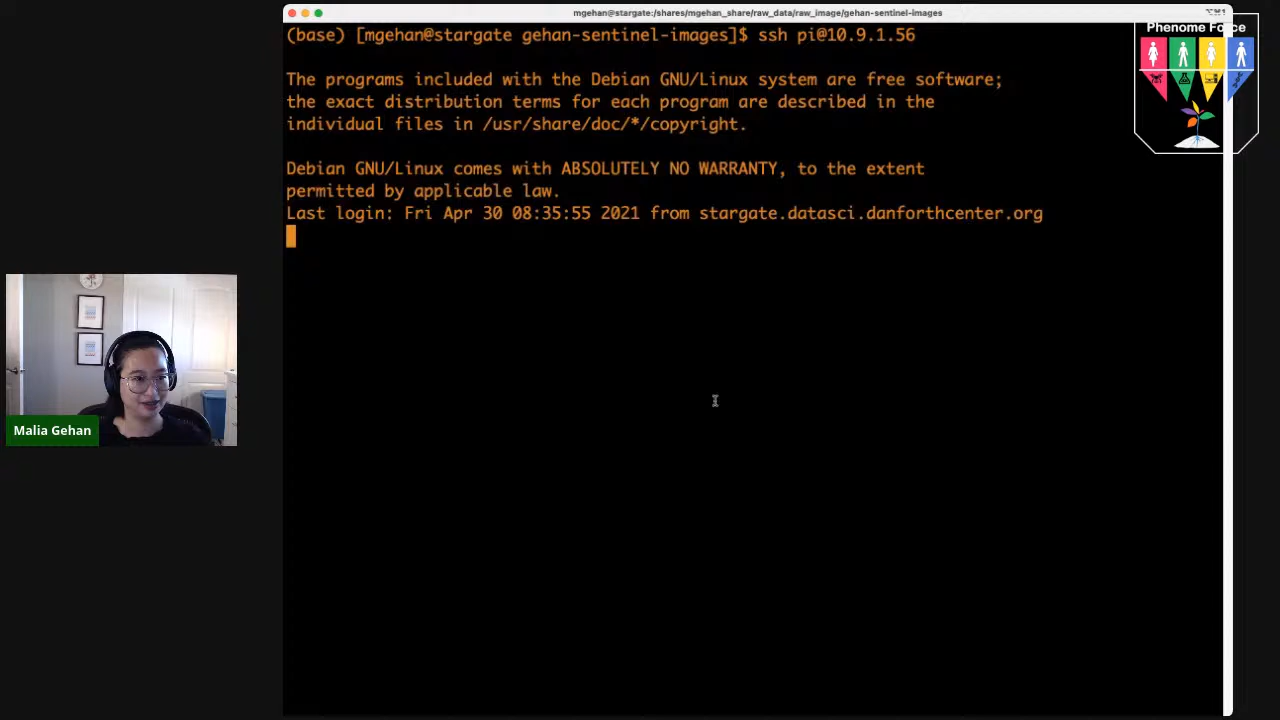 mgehan@stargate:/shares/mgehan_share/raw_data/raw_image/gehan-sentinel-images
⌥⌘1
(base) [mgehan@stargate gehan-sentinel-images]$ ssh pi@10.9.1.56
The programs included with the Debian GNU/Linux system are free software;
the exact distribution terms for each program are described in the
individual files in /usr/share/doc/*/copyright.
Debian GNU/Linux comes with ABSOLUTELY NO WARRANTY, to the extent
permitted by applicable law.
Last login: Fri Apr 30 08:35:55 2021 from stargate.datasci.danforthcenter.org
Phenome Force
Malia Gehan